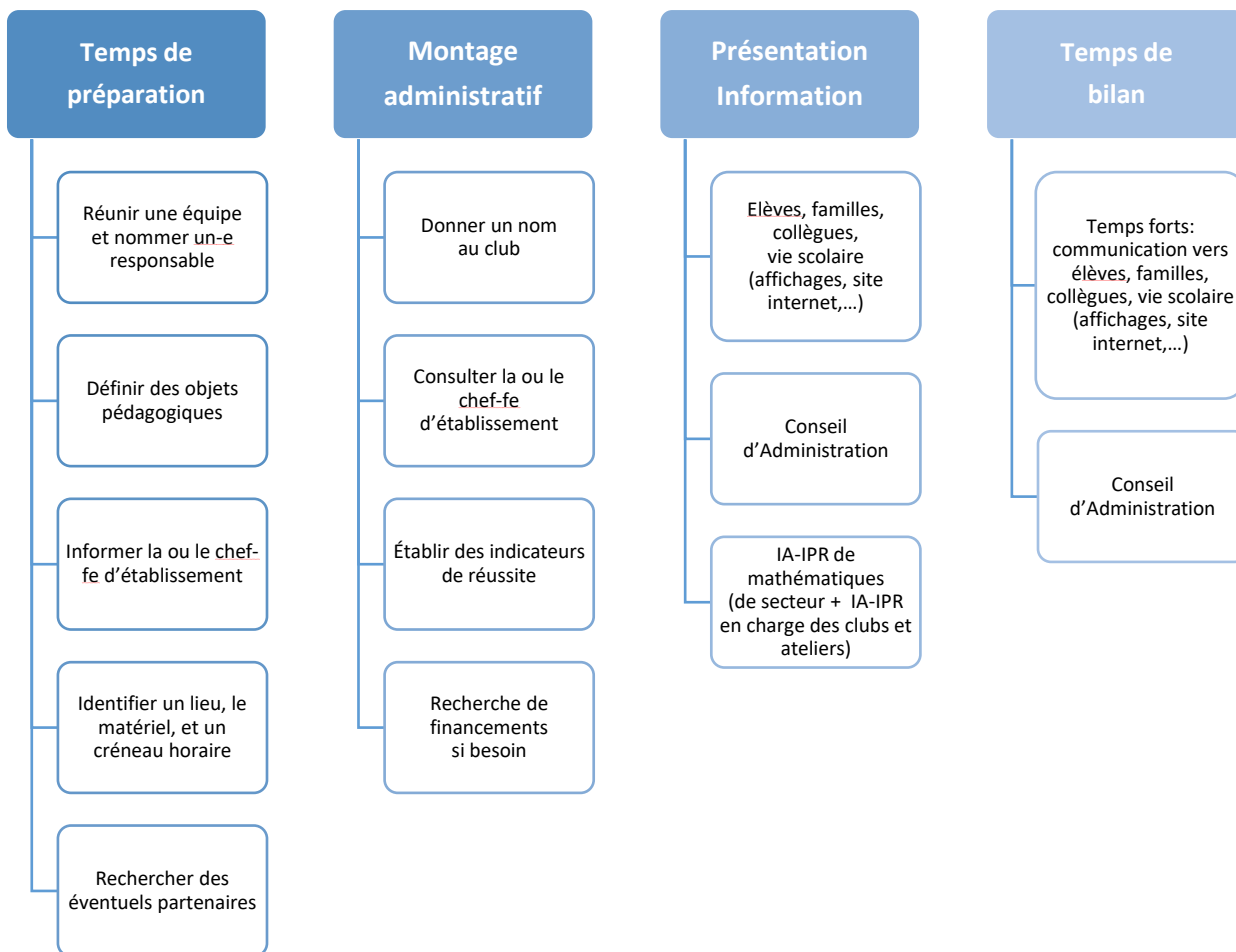 Temps de
préparation
Réunir une équipe
et nommer un-e
responsable
Définir des objets
pédagogiques
Informer la ou le chef-
fe d’établissement
Identifier un lieu, le
matériel, et un
créneau horaire
Rechercher des
éventuels partenaires
Montage
administratif
Donner un nom
au club
Consulter la ou le
chef-fe
d’établissement
Établir des indicateurs
de réussite
Recherche de
financements
si besoin
Présentation
Information
Elèves, familles,
collègues,
vie scolaire
(affichages, site
internet,…)
Conseil
d’Administration
IA-IPR de
mathématiques
(de secteur + IA-IPR
en charge des clubs et
ateliers)
Temps de
bilan
Temps forts:
communication vers
élèves, familles,
collègues, vie scolaire
(affichages, site
internet,…)
Conseil
d’Administration